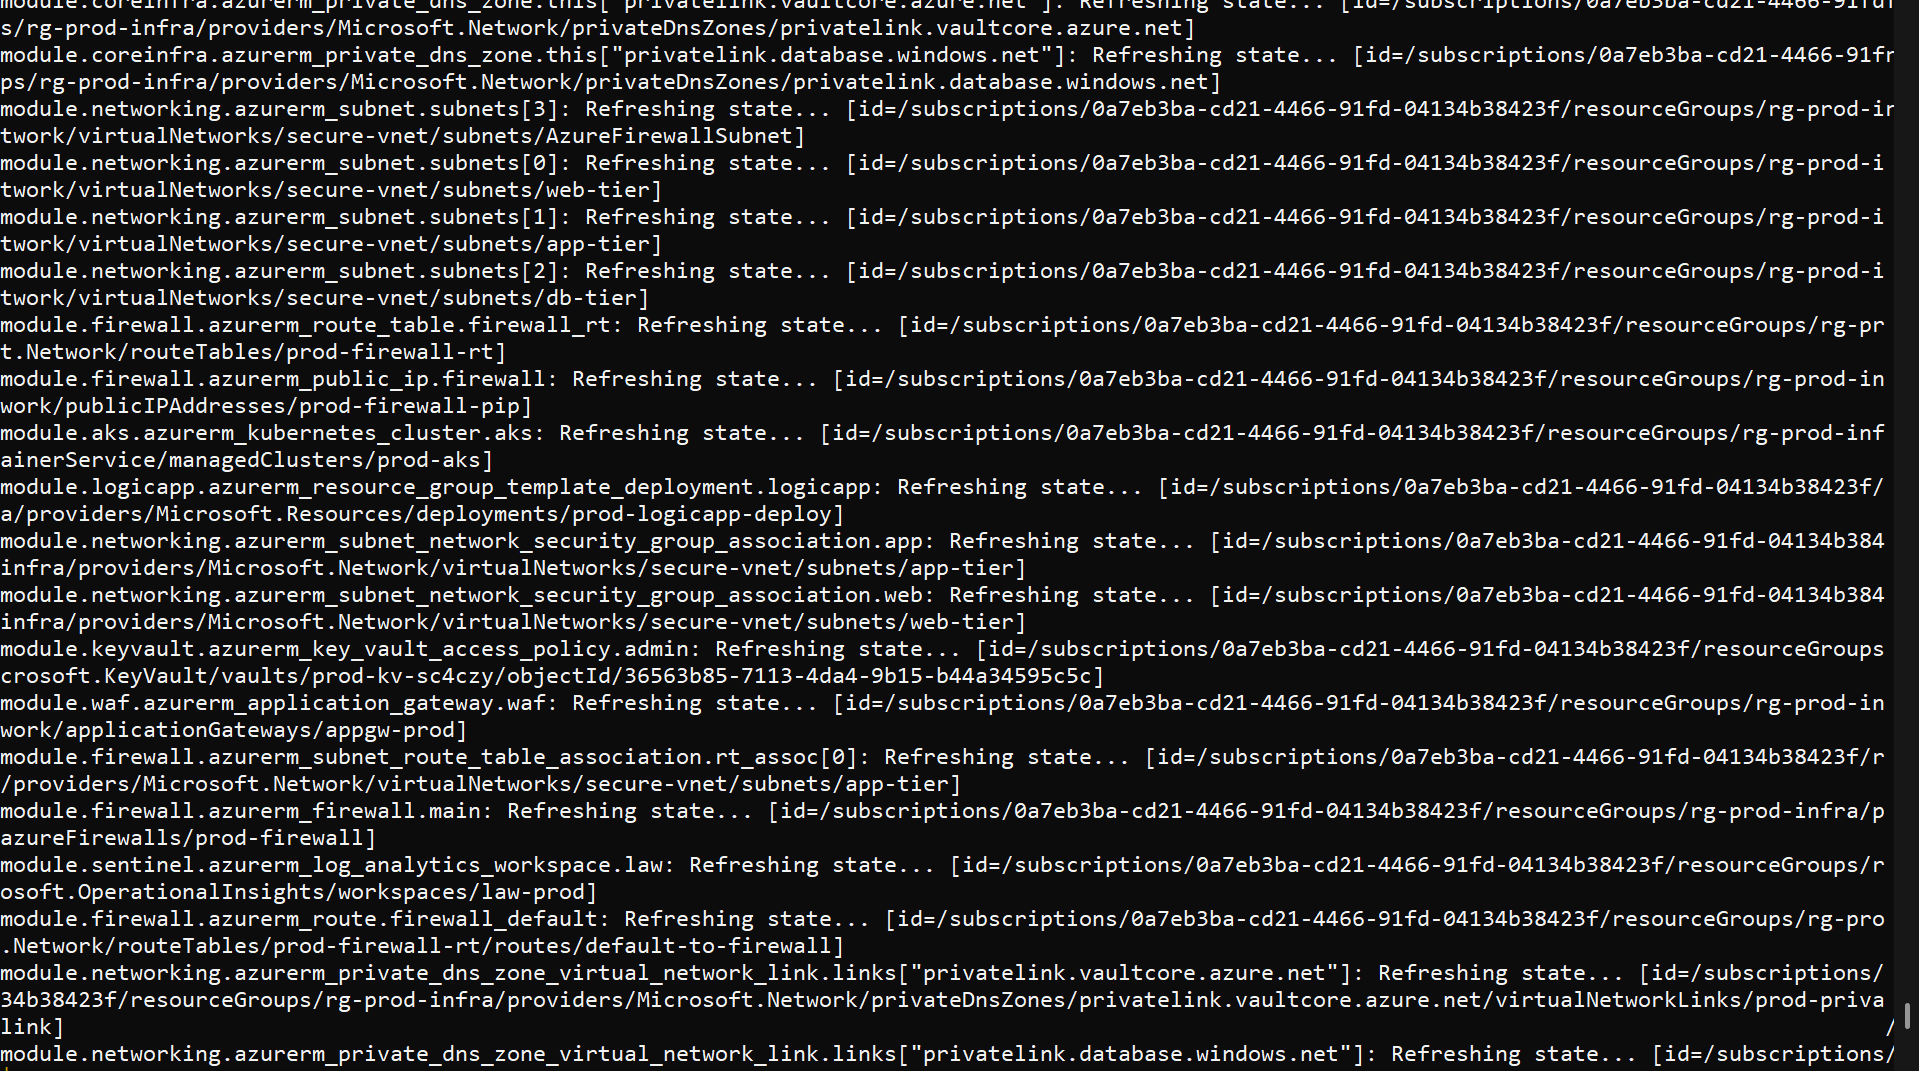 module.coreinfra.azurerm_private_dns_zone.this["privatelink.vaultcore.azure.net"]: Refreshing state... [id=/subscriptions/0a7eb3ba-cd21-4466-91fd
s/rg-prod-infra/providers/Microsoft.Network/privateDnsZones/privatelink.vaultcore.azure.net]
module.coreinfra.azurerm_private_dns_zone.this["privatelink.database.windows.net"]: Refreshing state... [id=/subscriptions/0a7eb3ba-cd21-4466-91f
ps/rg-prod-infra/providers/Microsoft.Network/privateDnsZones/privatelink.database.windows.net]
module.networking.azurerm_subnet.subnets[3]: Refreshing state... [id=/subscriptions/0a7eb3ba-cd21-4466-91fd-04134b38423f/resourceGroups/rg-prod-i
twork/virtualNetworks/secure-vnet/subnets/AzureFirewallSubnet]
module.networking.azurerm_subnet.subnets[0]: Refreshing state... [id=/subscriptions/0a7eb3ba-cd21-4466-91fd-04134b38423f/resourceGroups/rg-prod-i
twork/virtualNetworks/secure-vnet/subnets/web-tier]
module.networking.azurerm_subnet.subnets[1]: Refreshing state... [id=/subscriptions/0a7eb3ba-cd21-4466-91fd-04134b38423f/resourceGroups/rg-prod-i
twork/virtualNetworks/secure-vnet/subnets/app-tier]
module.networking.azurerm_subnet.subnets[2]: Refreshing state... [id=/subscriptions/0a7eb3ba-cd21-4466-91fd-04134b38423f/resourceGroups/rg-prod-i
twork/virtualNetworks/secure-vnet/subnets/db-tier]
module.firewall.azurerm_route_table.firewall_rt: Refreshing state... [id=/subscriptions/0a7eb3ba-cd21-4466-91fd-04134b38423f/resourceGroups/rg-pr
t.Network/routeTables/prod-firewall-rt]
module.firewall.azurerm_public_ip.firewall: Refreshing state... [id=/subscriptions/0a7eb3ba-cd21-4466-91fd-04134b38423f/resourceGroups/rg-prod-in
work/publicIPAddresses/prod-firewall-pip]
module.aks.azurerm_kubernetes_cluster.aks: Refreshing state... [id=/subscriptions/0a7eb3ba-cd21-4466-91fd-04134b38423f/resourceGroups/rg-prod-inf
ainerService/managedClusters/prod-aks]
module.logicapp.azurerm_resource_group_template_deployment.logicapp: Refreshing state... [id=/subscriptions/0a7eb3ba-cd21-4466-91fd-04134b38423f/
a/providers/Microsoft.Resources/deployments/prod-logicapp-deploy]
module.networking.azurerm_subnet_network_security_group_association.app: Refreshing state... [id=/subscriptions/0a7eb3ba-cd21-4466-91fd-04134b384
infra/providers/Microsoft.Network/virtualNetworks/secure-vnet/subnets/app-tier]
module.networking.azurerm_subnet_network_security_group_association.web: Refreshing state... [id=/subscriptions/0a7eb3ba-cd21-4466-91fd-04134b384
infra/providers/Microsoft.Network/virtualNetworks/secure-vnet/subnets/web-tier]
module.keyvault.azurerm_key_vault_access_policy.admin: Refreshing state... [id=/subscriptions/0a7eb3ba-cd21-4466-91fd-04134b38423f/resourceGroups
crosoft.KeyVault/vaults/prod-kv-sc4czy/objectId/36563b85-7113-4da4-9b15-b44a34595c5c]
module.waf.azurerm_application_gateway.waf: Refreshing state... [id=/subscriptions/0a7eb3ba-cd21-4466-91fd-04134b38423f/resourceGroups/rg-prod-in
work/applicationGateways/appgw-prod]
module.firewall.azurerm_subnet_route_table_association.rt_assoc[0]: Refreshing state... [id=/subscriptions/0a7eb3ba-cd21-4466-91fd-04134b38423f/r
/providers/Microsoft.Network/virtualNetworks/secure-vnet/subnets/app-tier]
module.firewall.azurerm_firewall.main: Refreshing state... [id=/subscriptions/0a7eb3ba-cd21-4466-91fd-04134b38423f/resourceGroups/rg-prod-infra/p
azureFirewalls/prod-firewall]
module.sentinel.azurerm_log_analytics_workspace.law: Refreshing state... [id=/subscriptions/0a7eb3ba-cd21-4466-91fd-04134b38423f/resourceGroups/r
osoft.OperationalInsights/workspaces/law-prod]
module.firewall.azurerm_route.firewall_default: Refreshing state... [id=/subscriptions/0a7eb3ba-cd21-4466-91fd-04134b38423f/resourceGroups/rg-pro
.Network/routeTables/prod-firewall-rt/routes/default-to-firewall]
module.networking.azurerm_private_dns_zone_virtual_network_link.links["privatelink.vaultcore.azure.net"]: Refreshing state... [id=/subscriptions/
34b38423f/resourceGroups/rg-prod-infra/providers/Microsoft.Network/privateDnsZones/privatelink.vaultcore.azure.net/virtualNetworkLinks/prod-priva
link] /
module.networking.azurerm_private_dns_zone_virtual_network_link.links["privatelink.database.windows.net"]: Refreshing state... [id=/subscriptions/